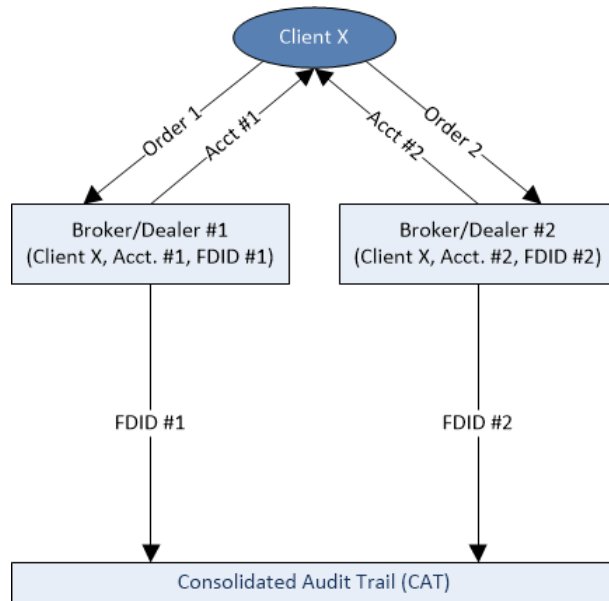 Client X
Order 1
Acct #1
Acct #2
Order 2
Broker/Dealer #1
(Client X, Acct. #1, FDID #1)
Broker/Dealer #2
(Client X, Acct. #2, FDID #2)
FDID #1
FDID #2
Consolidated Audit Trail (CAT)